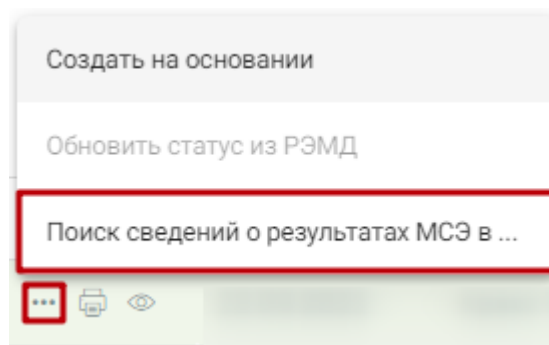 Создать на основании
Обновить статус из РЭМД
Поиск сведений о результатах МСЭ в ...